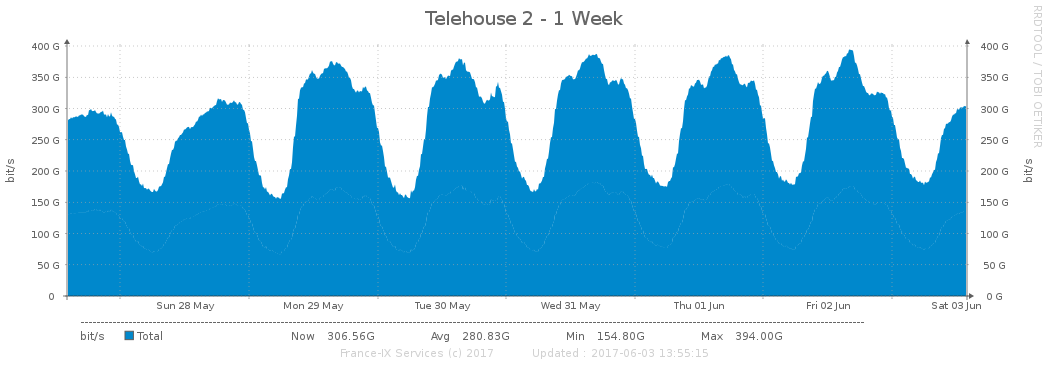 Telehouse 2 - 1 Week
RRDTOOL / TOBI OETIKER
bit/s
400 G
350 G
300 G
250 G
200 G
150 G
100 G
50 G
0
400 G
350 G
300 G
250 G
200 G
150 G
100 G
50 G
0 G
bit/s
Sun 28 May Mon 29 May Tue 30 May Wed 31 May Thu 01 Jun Fri 02 Jun Sat 03 Jun
bit/s Total Now 306.56G Avg 280.83G Min 154.80G Max 394.00G
France-IX Services (c) 2017 Updated : 2017-06-03 13:55:15